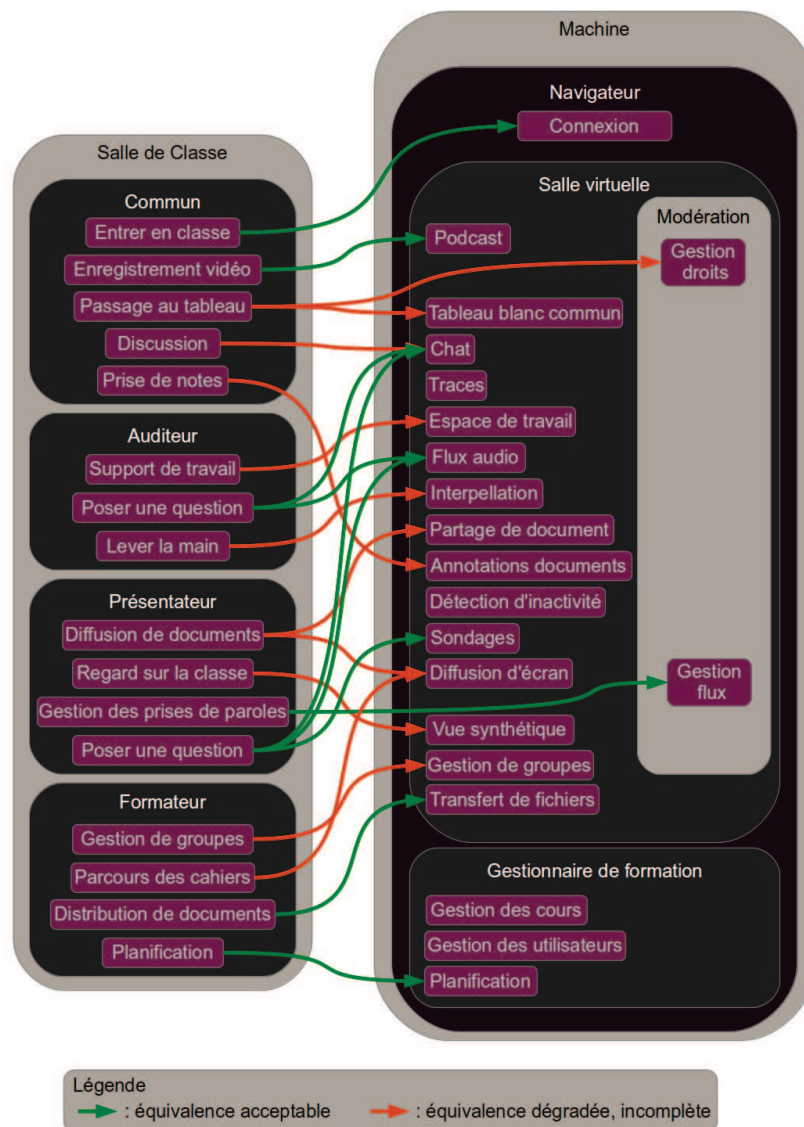 Salle de Classe
Commun
Entrer en classe
Enregistrement vidéo
Passage au tableau
Discussion
Prise de notes
Auditeur
Support de travail
Poser une question
Lever la main
Présentateur
Diffusion de documents
Regard sur la classe
Gestion des prises de paroles
Poser une question
Formateur
Gestion de groupes
Parcours des cahiers
Distribution de documents
Planification
Machine
Navigateur
Connexion
Salle virtuelle
Podcast
Tableau blanc commun
Chat
Traces
Espace de travail
Flux audio
Interpellation
Partage de document
Annotations documents
Détection d'inactivité
Sondages
Diffusion d'écran
Vue synthétique
Gestion de groupes
Transfert de fichiers
Modération
Gestion
droits
Gestion
flux
Gestionnaire de formation
Gestion des cours
Gestion des utilisateurs
Planification
Légende
: équivalence acceptable
: équivalence dégradée, incomplète